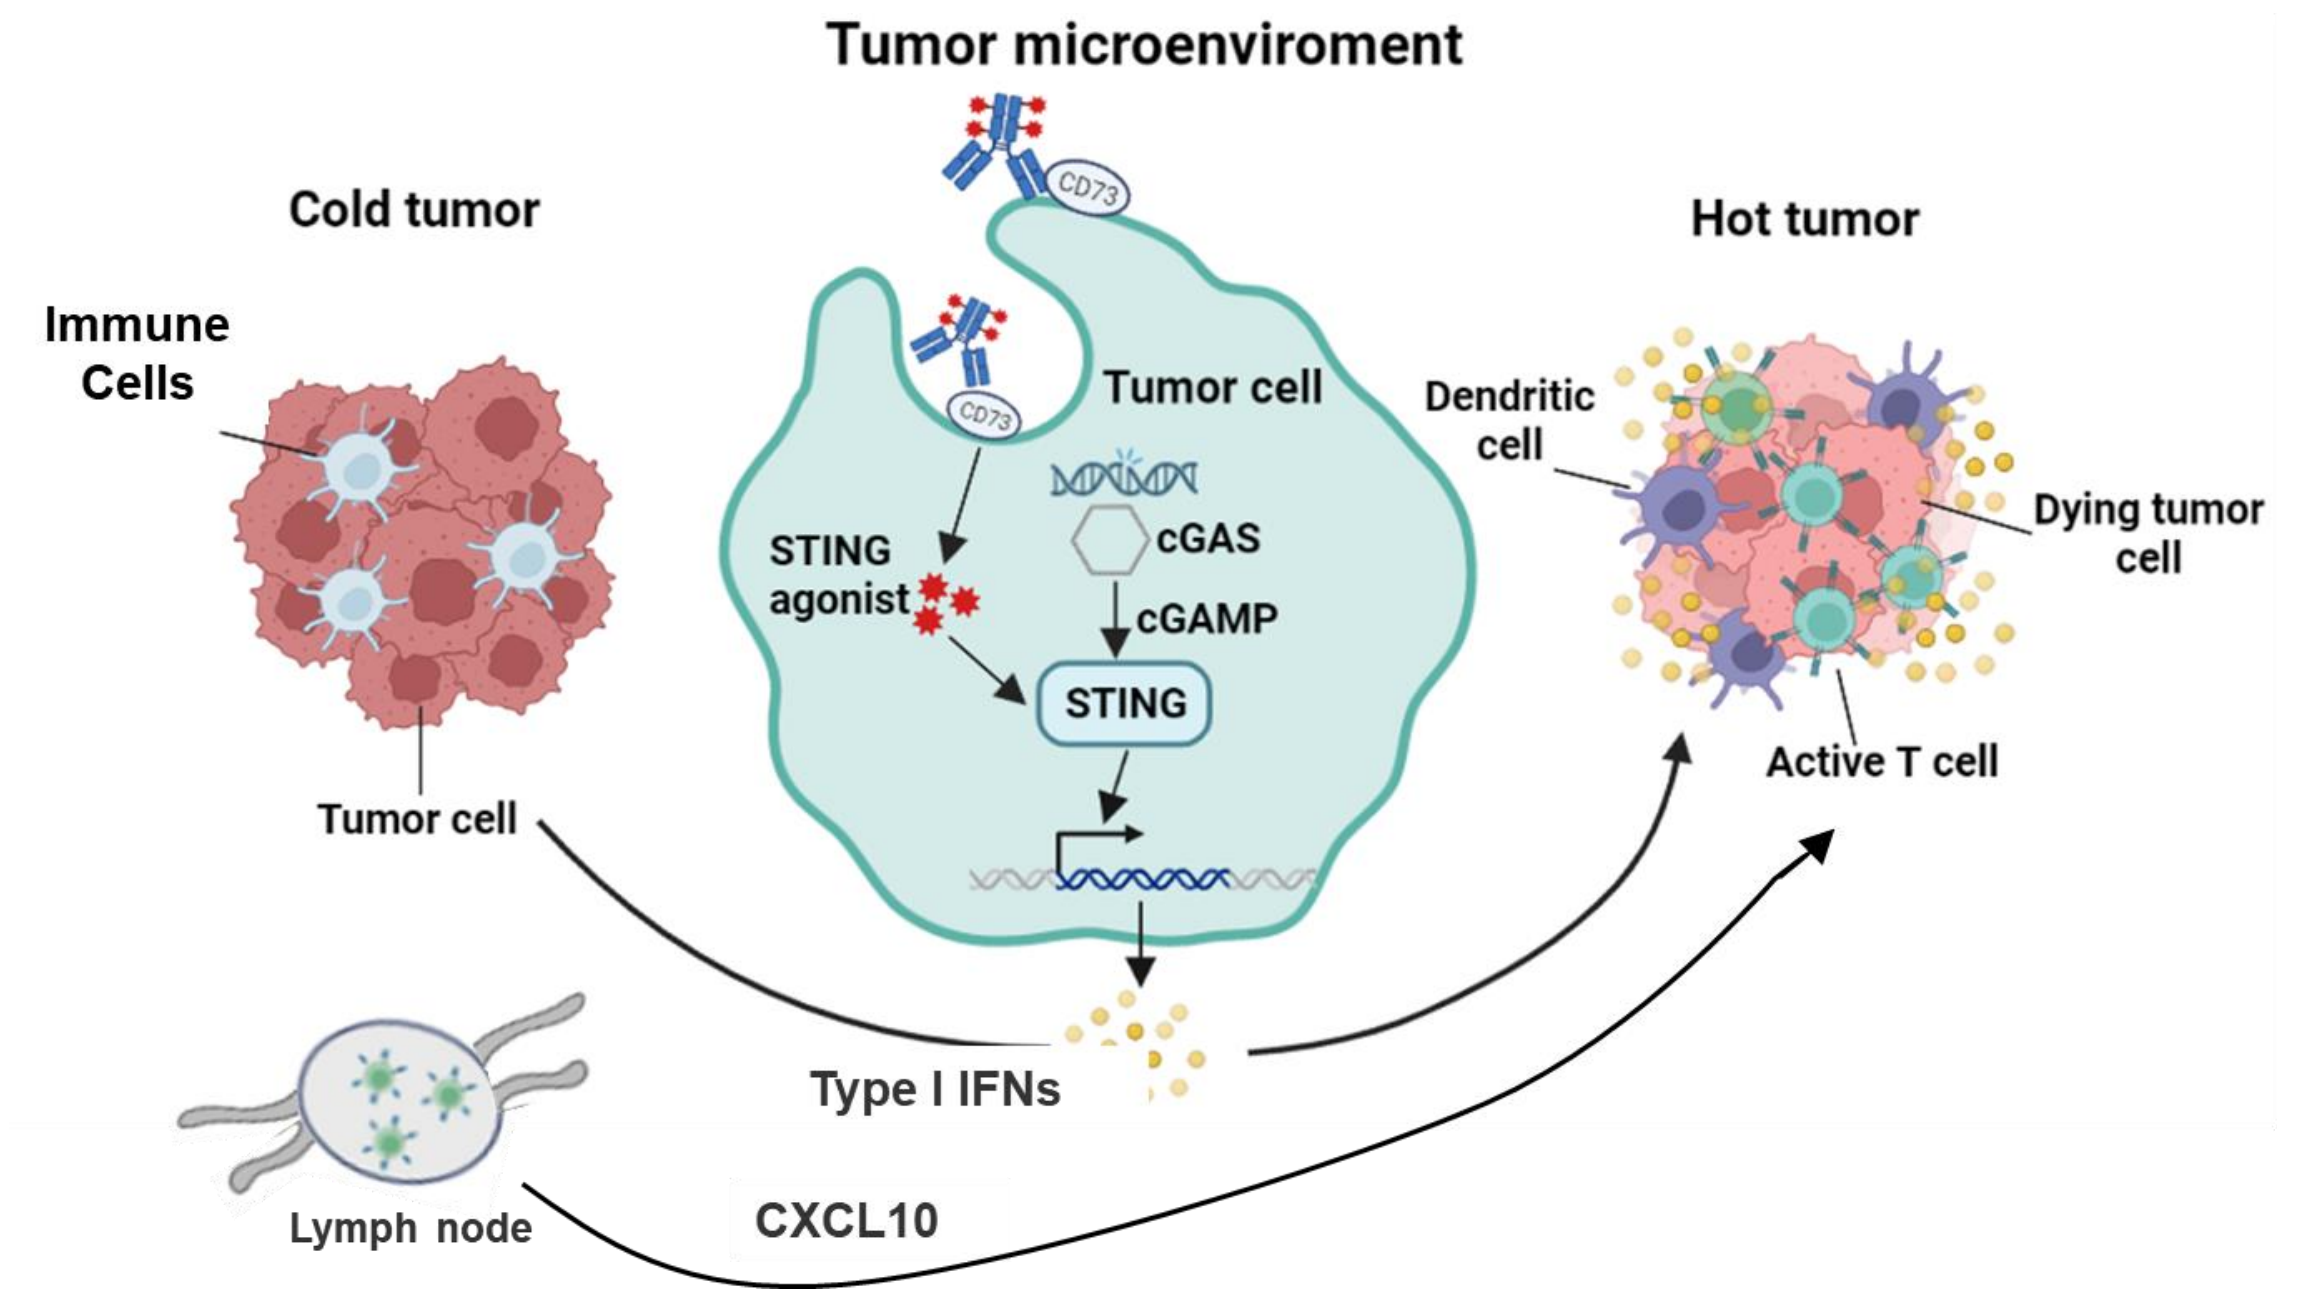 Tumor microenviroment
CD73
Cold tumor
Hot tumor
Immune
Cells
CD73
Tumor cell
Dendritic
cell
Dying tumor
cell
STING
agonist
cGAS
cGAMP
STING
Active T cell
Tumor cell
Type I IFNs
CXCL10
Lymph node